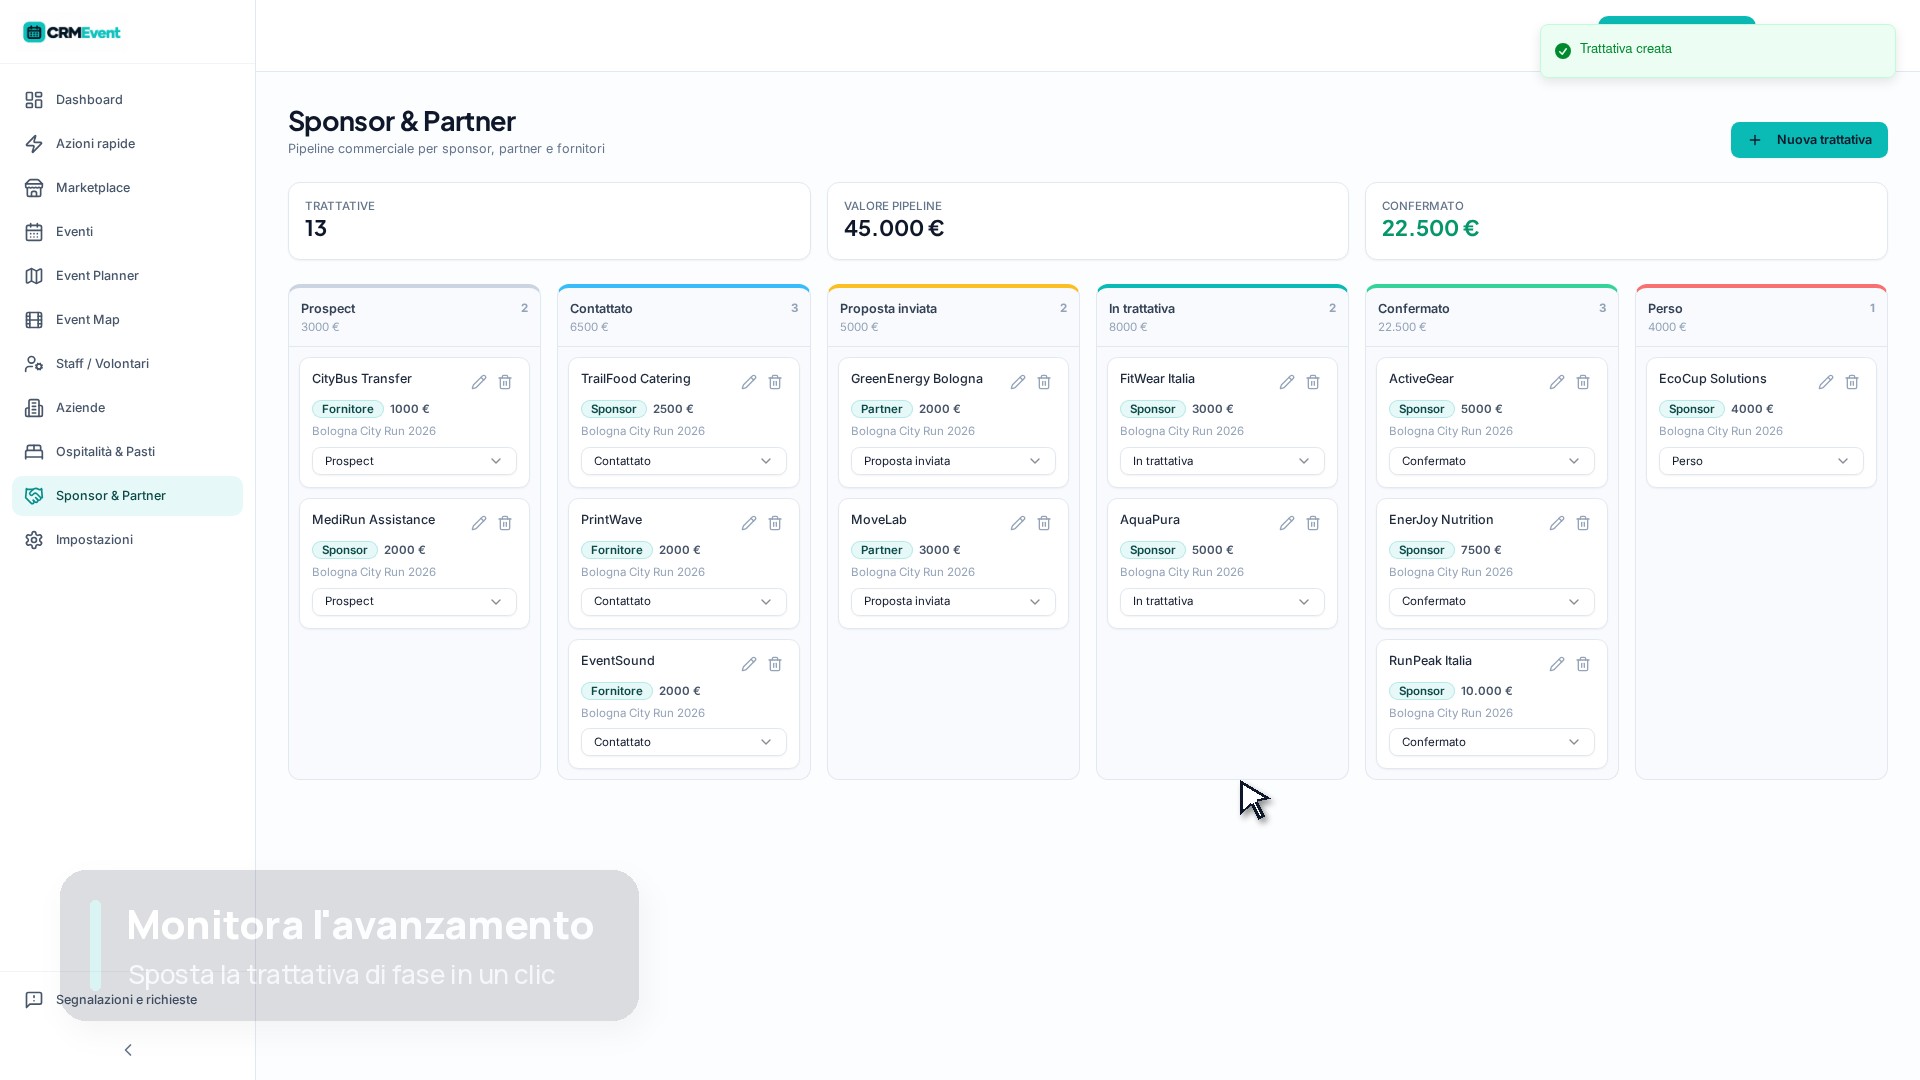 CRMEvent
Trattativa creata
Dashboard
Azioni rapide
Marketplace
Eventi
Event Planner
Event Map
Staff / Volontari
Aziende
Ospitalità & Pasti
Sponsor & Partner
Impostazioni
Segnalazioni e richieste
Sponsor & Partner
Pipeline commerciale per sponsor, partner e fornitori
Nuova trattativa
TRATTATIVE
13
VALORE PIPELINE
45.000 €
CONFERMATO
22.500 €
Prospect 2
3000 €
CityBus Transfer
Fornitore 1000 €
Bologna City Run 2026
Prospect
MediRun Assistance
Sponsor 2000 €
Bologna City Run 2026
Prospect
Contattato 3
6500 €
TrailFood Catering
Sponsor 2500 €
Bologna City Run 2026
Contattato
PrintWave
Fornitore 2000 €
Bologna City Run 2026
Contattato
EventSound
Fornitore 2000 €
Bologna City Run 2026
Contattato
Proposta inviata 2
5000 €
GreenEnergy Bologna
Partner 2000 €
Bologna City Run 2026
Proposta inviata
MoveLab
Partner 3000 €
Bologna City Run 2026
Proposta inviata
In trattativa 2
8000 €
FitWear Italia
Sponsor 3000 €
Bologna City Run 2026
In trattativa
AquaPura
Sponsor 5000 €
Bologna City Run 2026
In trattativa
Confermato 3
22.500 €
ActiveGear
Sponsor 5000 €
Bologna City Run 2026
Confermato
EnerJoy Nutrition
Sponsor 7500 €
Bologna City Run 2026
Confermato
RunPeak Italia
Sponsor 10.000 €
Bologna City Run 2026
Confermato
Perso 1
4000 €
EcoCup Solutions
Sponsor 4000 €
Bologna City Run 2026
Perso
Monitora l'avanzamento
Sposta la trattativa di fase in un clic